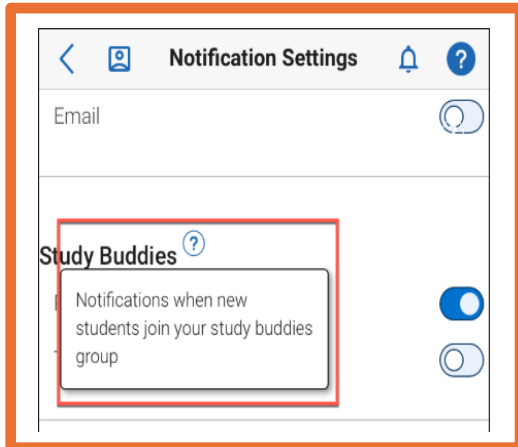 Notification Settings ?
Email
Study Buddies ?
Notifications when new
students join your study buddies
group